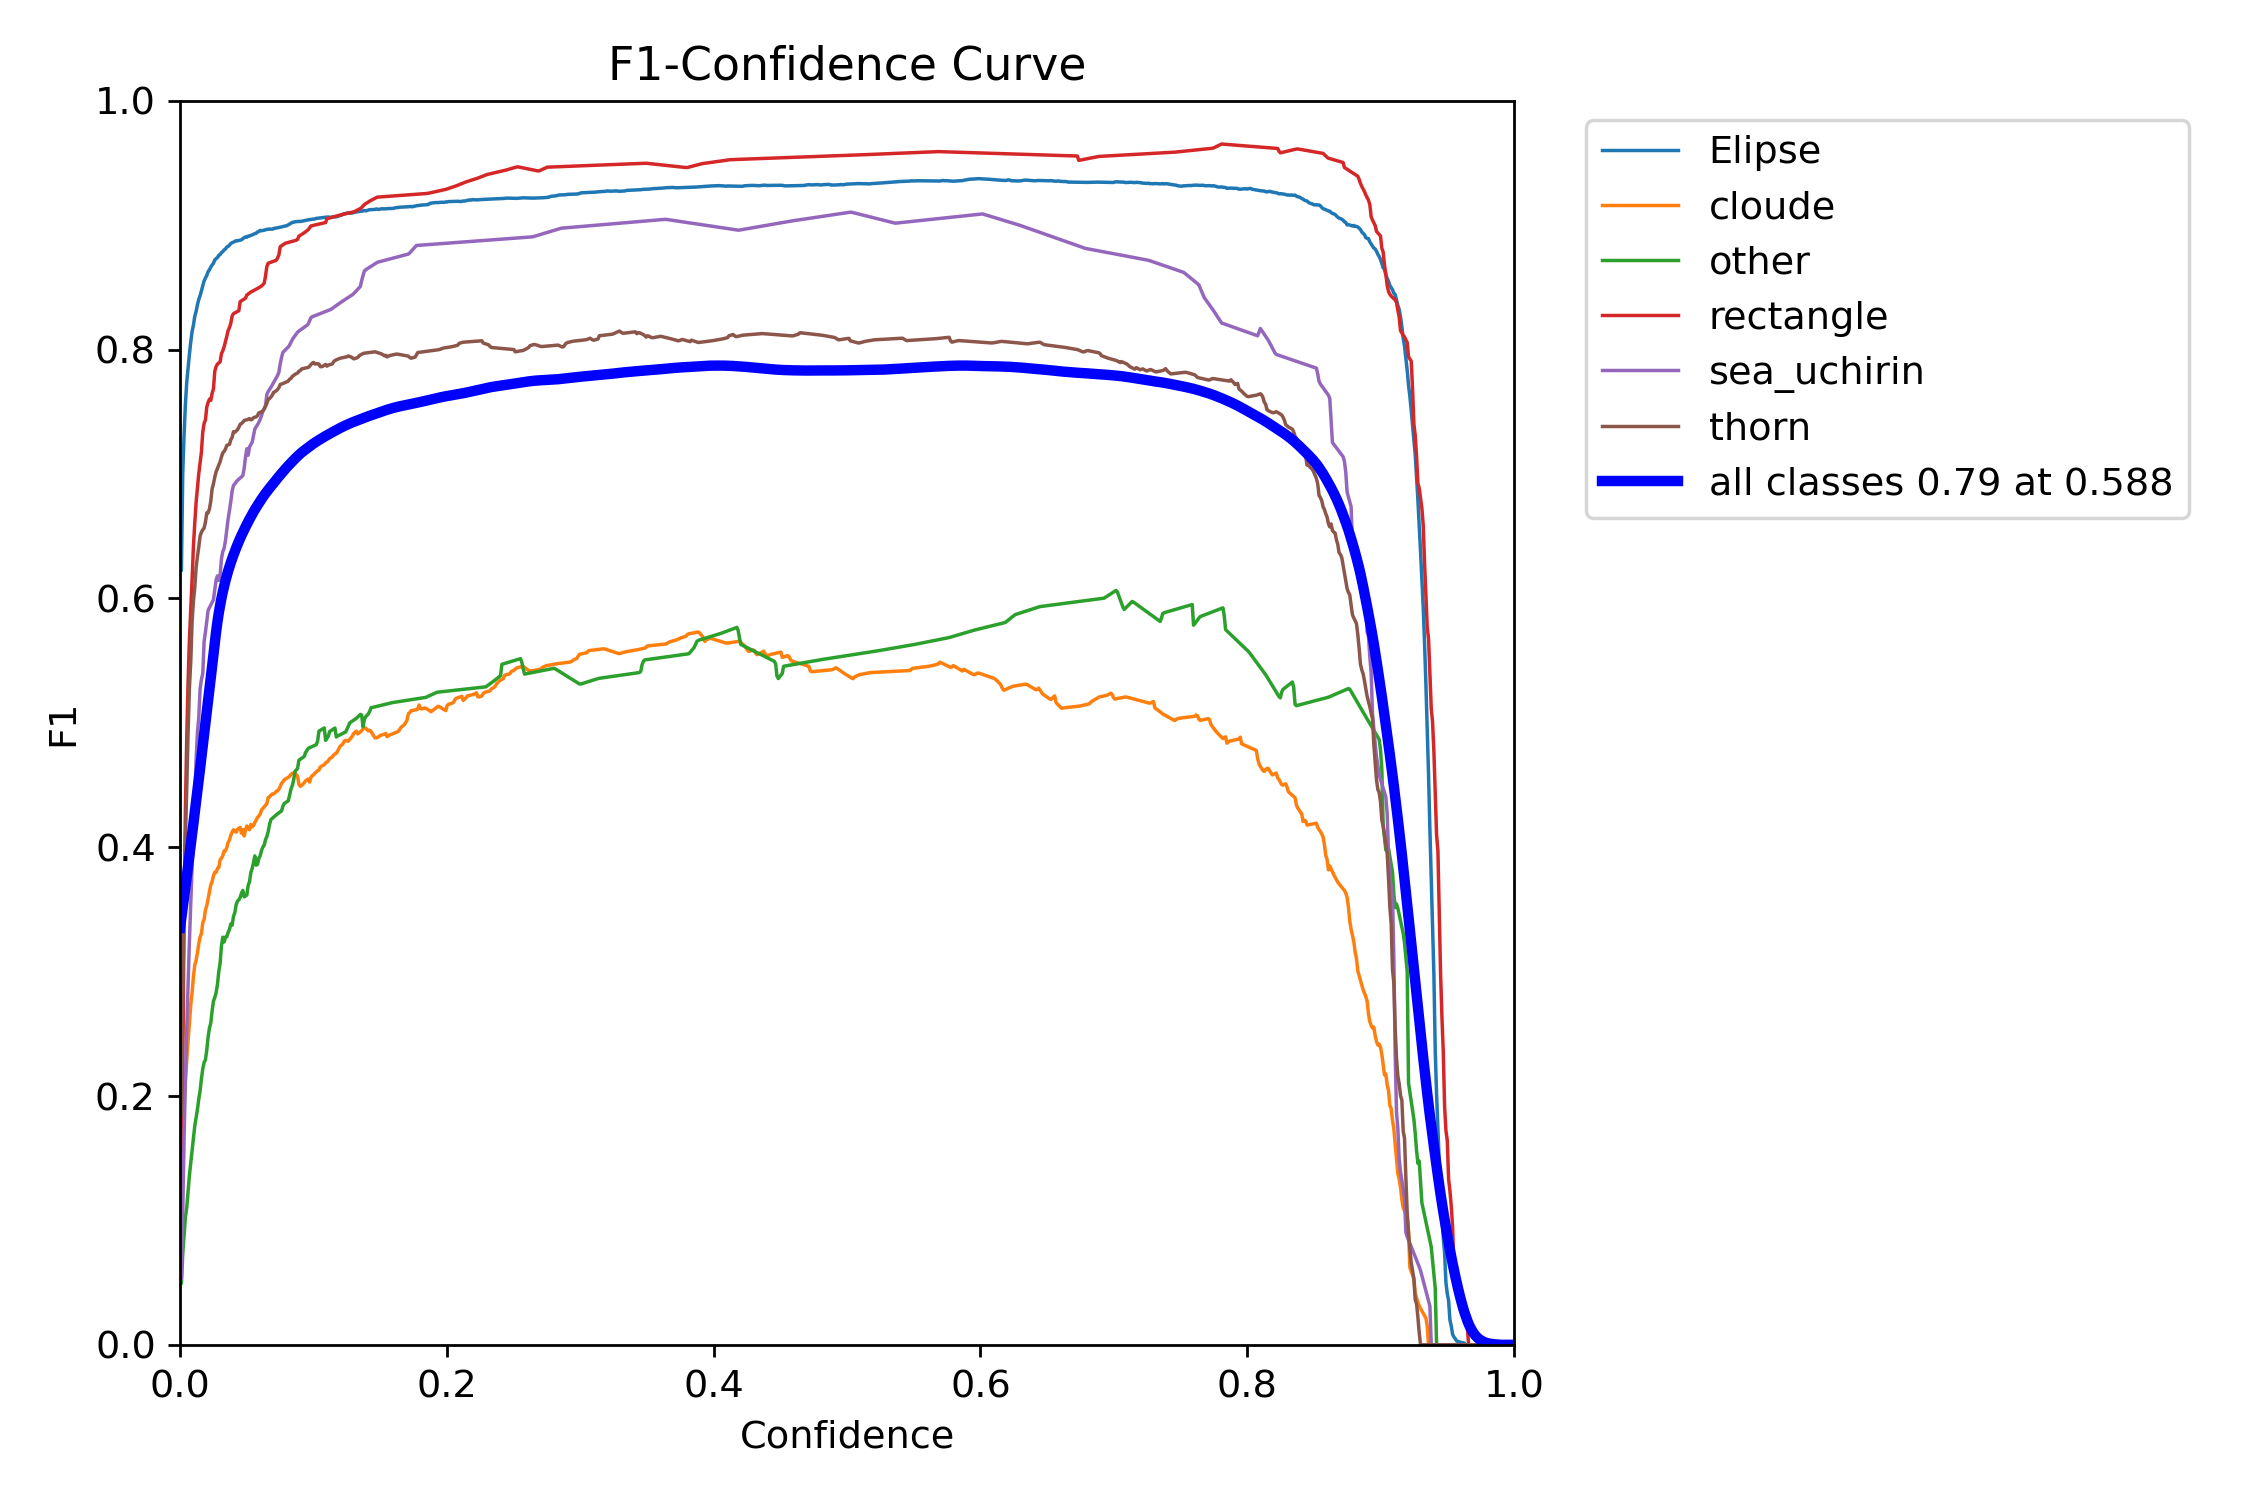 F1-Confidence Curve
1.0
0.8
0.6
0.4
0.2
0.0
F1
0.0 0.2 0.4 0.6 0.8 1.0
Confidence
Elipse
cloude
other
rectangle
sea_uchirin
thorn
all classes 0.79 at 0.588